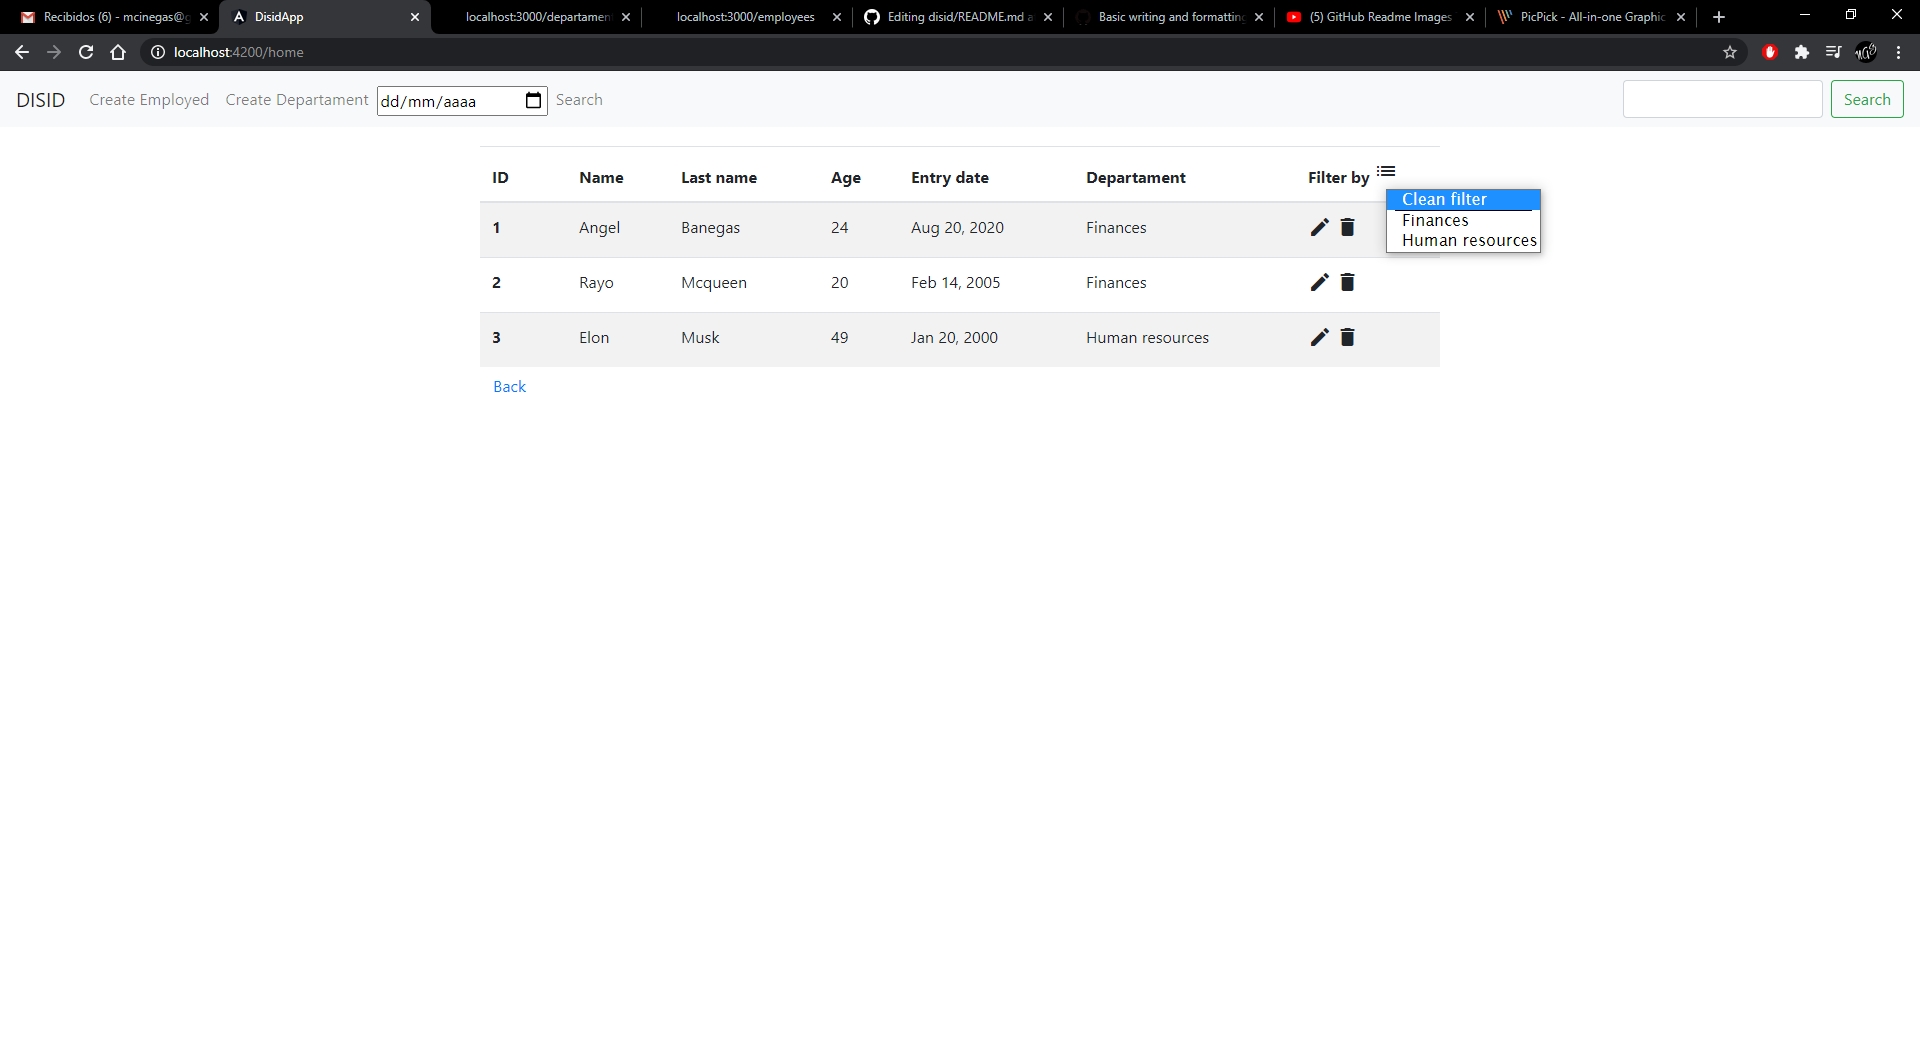 Recibidos (6) - mcinegas@g
DisidApp
localhost:3000/departament
localhost:3000/employees
Editing disid/README.md a
Basic writing and formatting
(5) GitHub Readme Images
PicPick - All-in-one Graphic
localhost:4200/home
DISID Create Employed Create Departament dd/mm/aaaa Search Search
ID Name Last name Age Entry date Departament Filter by
Clean filter
Finances
Human resources
1 Angel Banegas 24 Aug 20, 2020 Finances
2 Rayo Mcqueen 20 Feb 14, 2005 Finances
3 Elon Musk 49 Jan 20, 2000 Human resources
Back